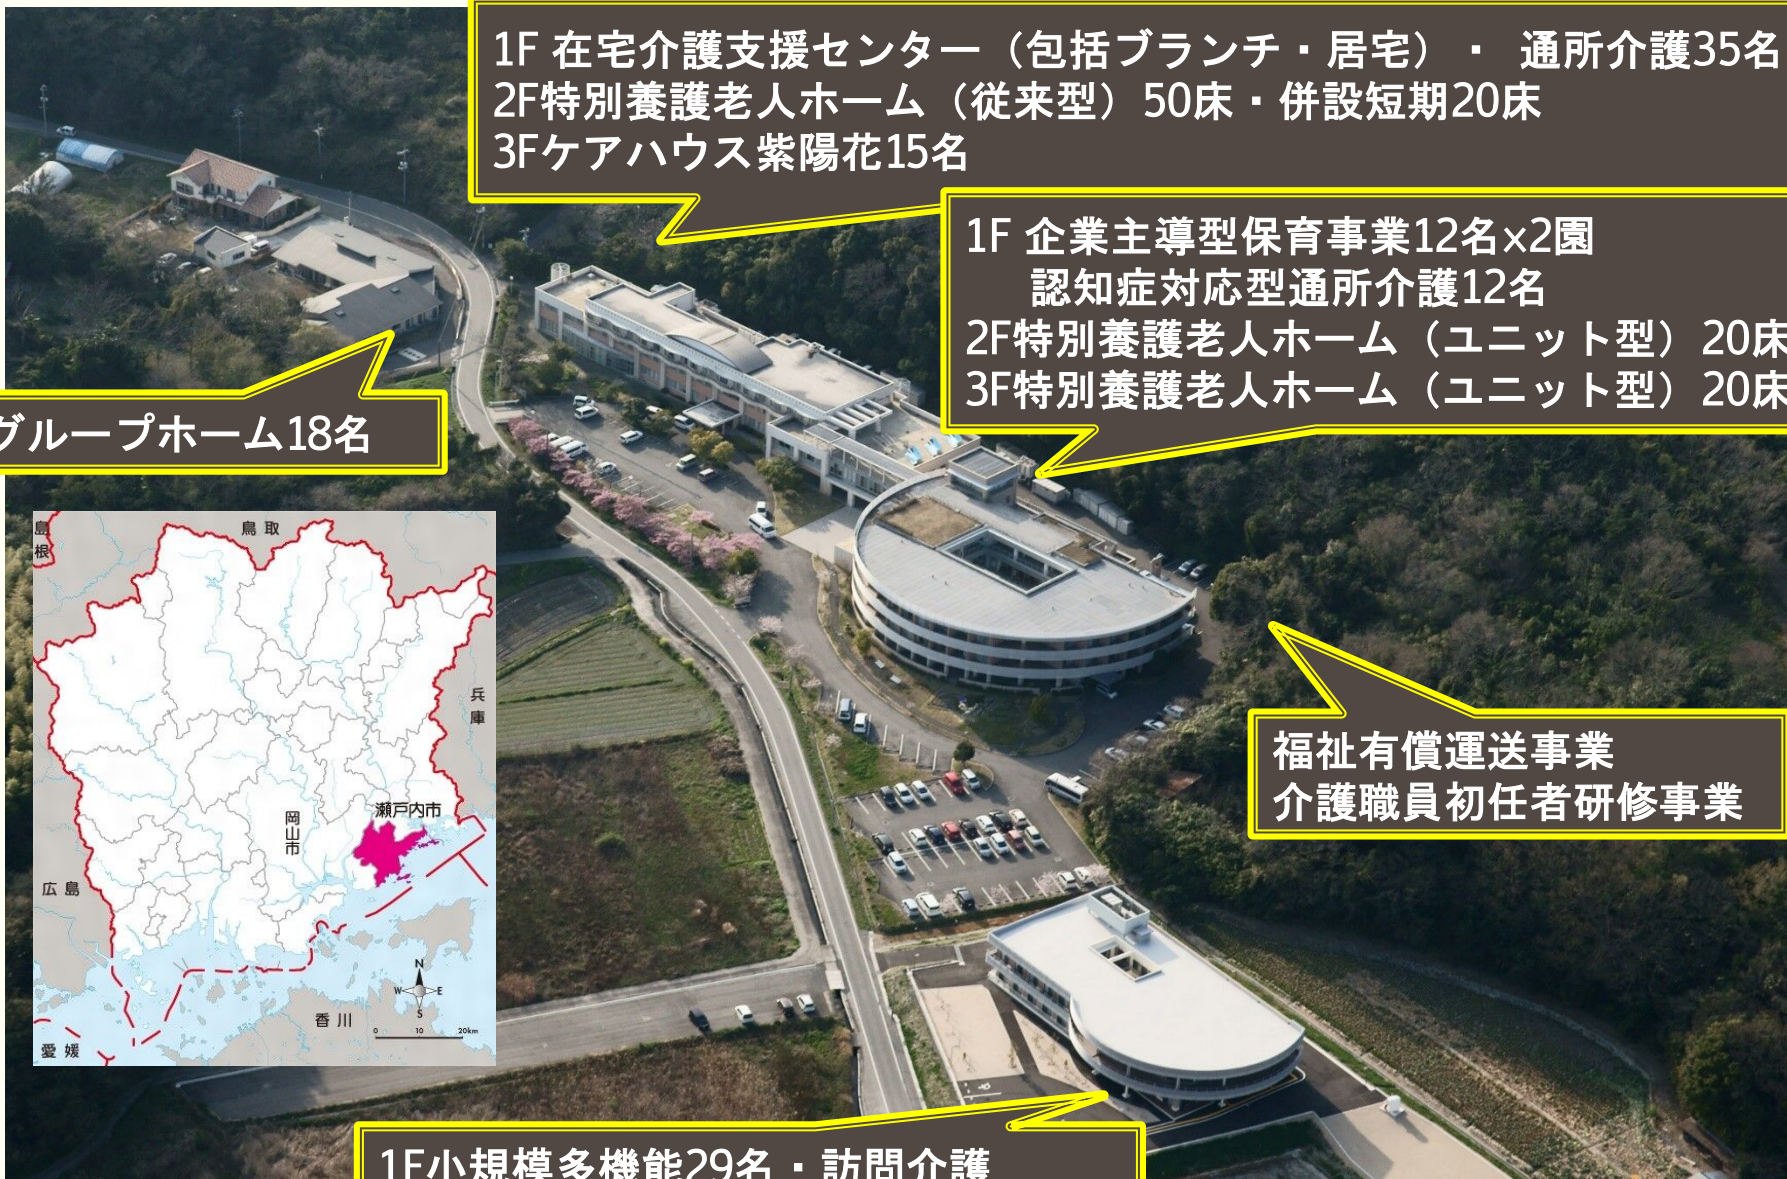 1F 在宅介護支援センター（包括ブランチ・居宅）・ 通所介護35名
2F特別養護老人ホーム（従来型）50床・併設短期20床
3Fケアハウス紫陽花15名
1F 企業主導型保育事業12名×2園
認知症対応型通所介護12名
2F特別養護老人ホーム（ユニット型）20床
3F特別養護老人ホーム（ユニット型）20床
グループホーム18名
島根
鳥取
兵庫
瀬戸内市
岡山市
広島
香川
愛媛
N
W E
S
0 10 20km
福祉有償運送事業
介護職員初任者研修事業
1F小規模多機能29名・訪問介護